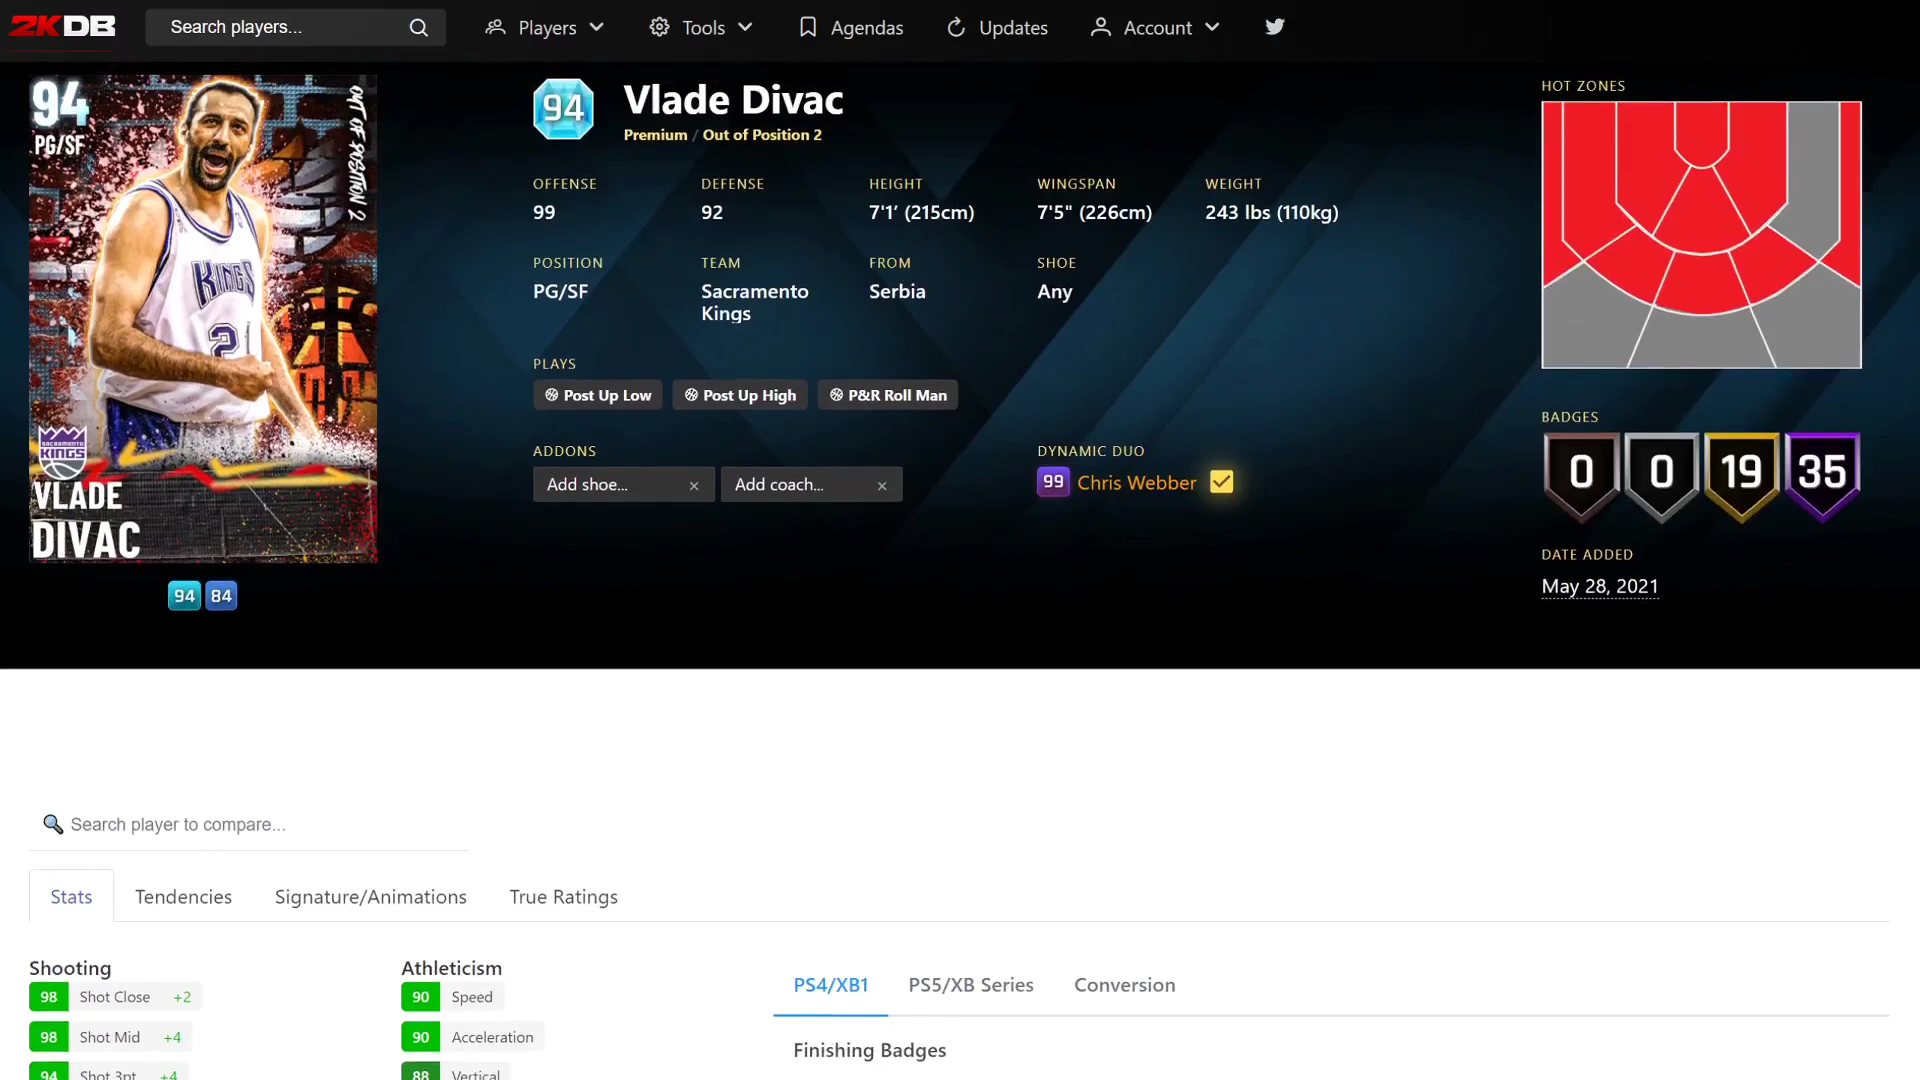 2KDB
Search players...
Players
Tools
Agendas
Updates
Account
94
PG/SF
OUT OF POSITION 2
KINGS
2
SACRAMENTO
KINGS
VLADE
DIVAC
94 84
94
Vlade Divac
Premium / Out of Position 2
OFFENSE
99
DEFENSE
92
HEIGHT
7'1' (215cm)
WINGSPAN
7'5" (226cm)
WEIGHT
243 lbs (110kg)
POSITION
PG/SF
TEAM
Sacramento
Kings
FROM
Serbia
SHOE
Any
PLAYS
Post Up Low
Post Up High
P&R Roll Man
ADDONS
Add shoe... ×
Add coach... ×
DYNAMIC DUO
99 Chris Webber
HOT ZONES
BADGES
0 0 19 35
DATE ADDED
May 28, 2021
Search player to compare...
Stats
Tendencies
Signature/Animations
True Ratings
Shooting
98 Shot Close +2
98 Shot Mid +4
94 Shot 3pt +4
Athleticism
90 Speed
90 Acceleration
88 Vertical
PS4/XB1
PS5/XB Series
Conversion
Finishing Badges